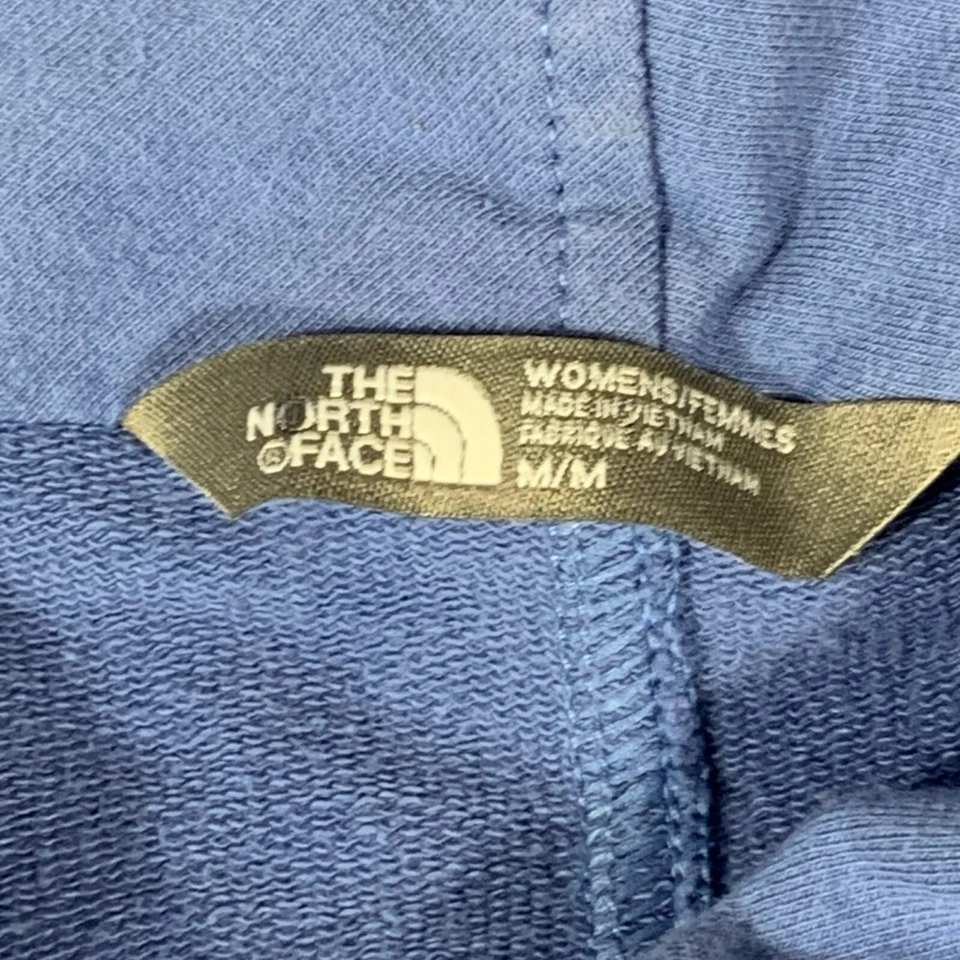 THE
NORTH
®FACE
WOMENS/FEMMES
MADE IN VIETNAM
FABRIQUE AU VIETNAM
M/M